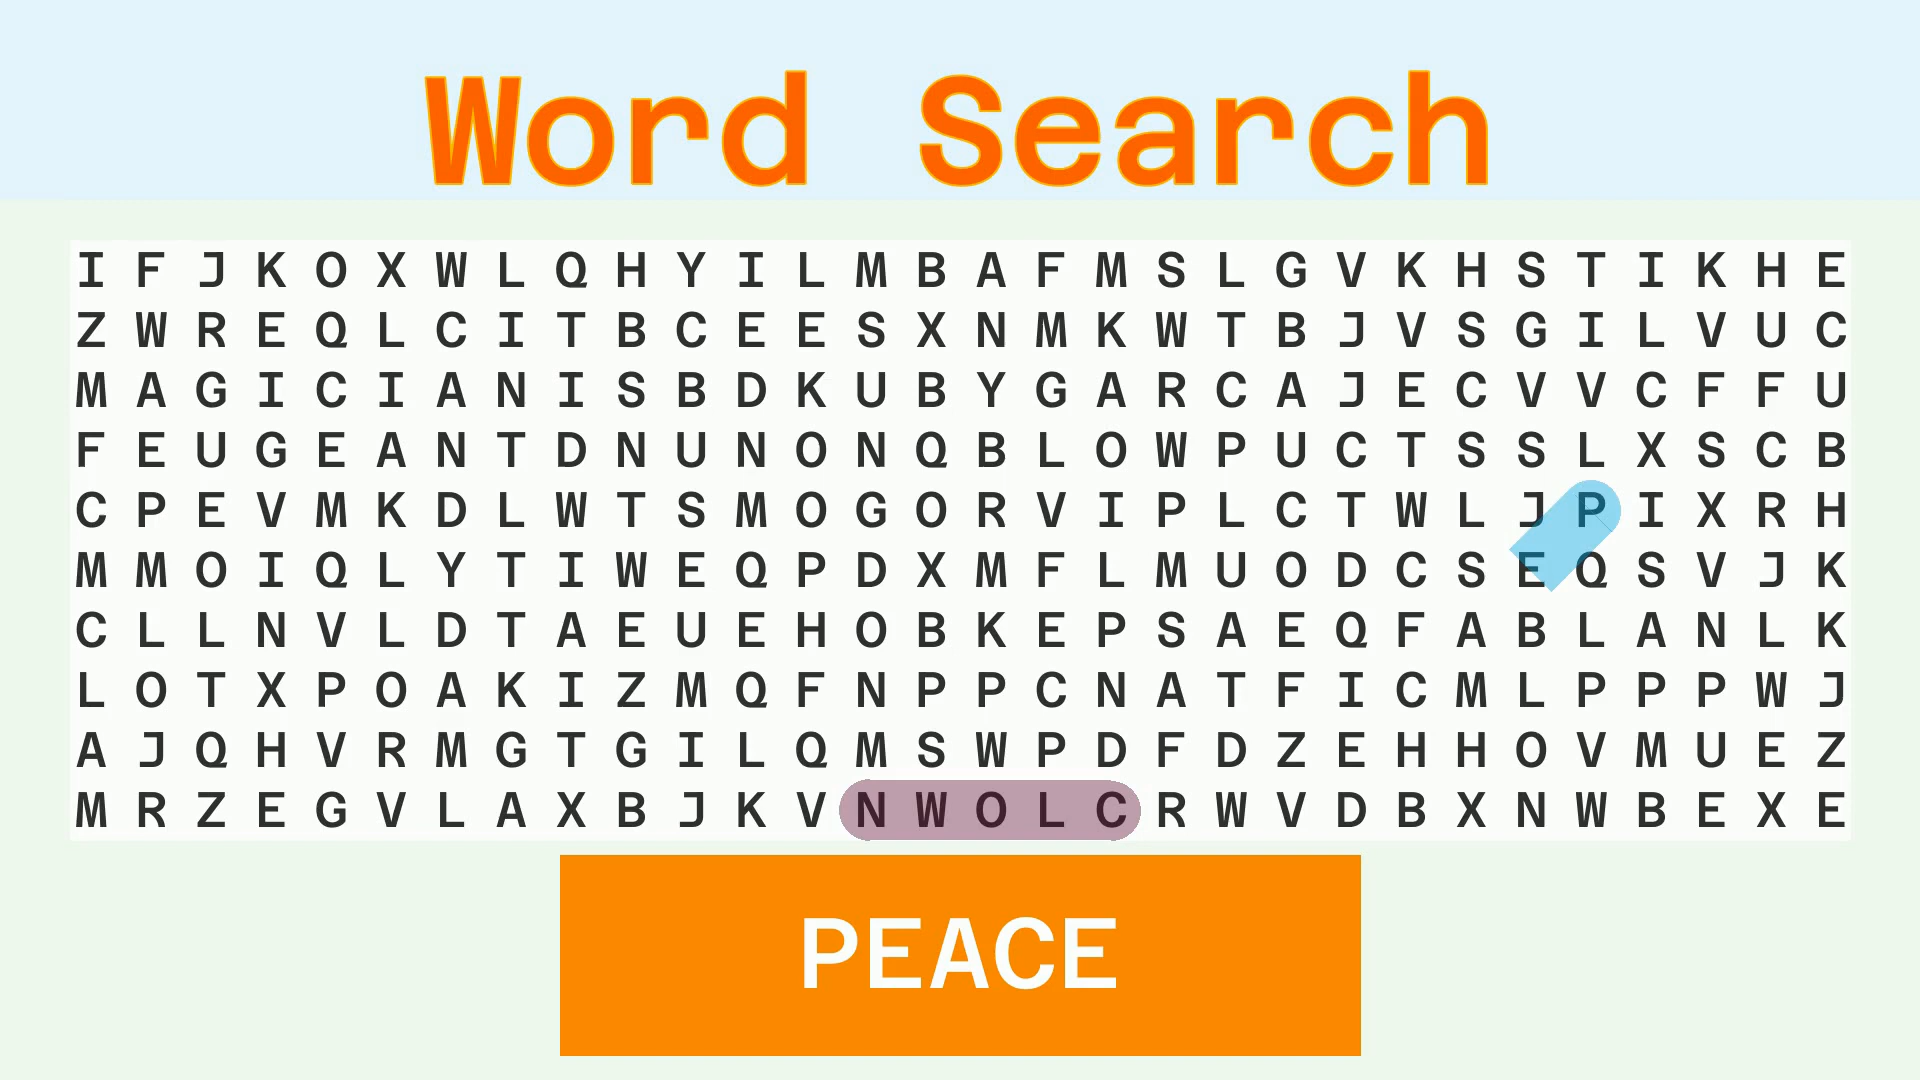 Word Search
I F J K O X W L Q H Y I L M B A F M S L G V K H S T I K H E
Z W R E Q L C I T B C E E S X N M K W T B J V S G I L V U C
M A G I C I A N I S B D K U B Y G A R C A J E C V V C F F U
F E U G E A N T D N U N O N Q B L O W P U C T S S L X S C B
C P E V M K D L W T S M O G O R V I P L C T W L J P I X R H
M M O I Q L Y T I W E Q P D X M F L M U O D C S E Q S V J K
C L L N V L D T A E U E H O B K E P S A E Q F A B L A N L K
L O T X P O A K I Z M Q F N P P C N A T F I C M L P P P W J
A J Q H V R M G T G I L Q M S W P D F D Z E H H O V M U E Z
M R Z E G V L A X B J K V N W O L C R W V D B X N W B E X E
PEACE